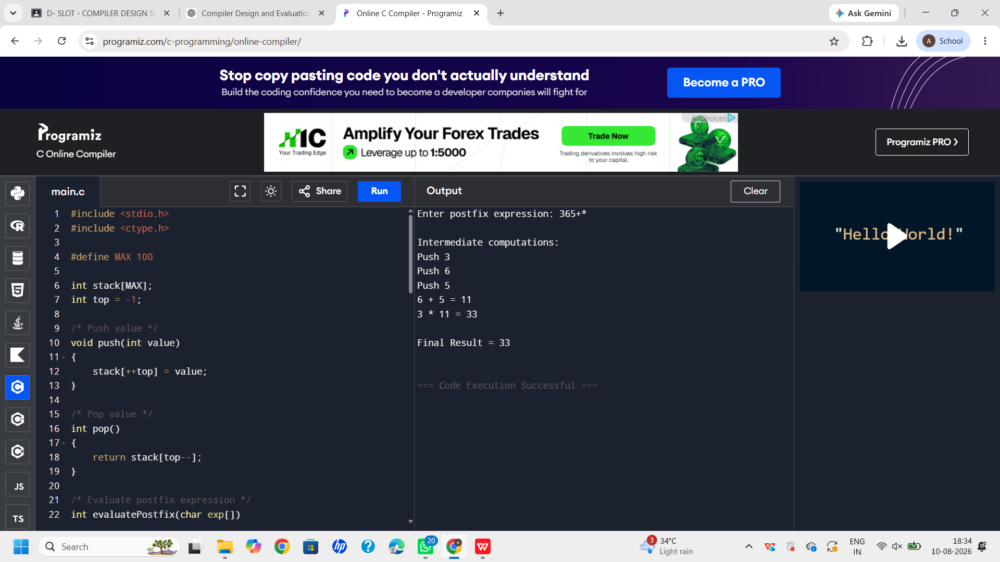 D- SLOT - COMPILER DESIGN S
Compiler Design and Evaluation
Online C Compiler - Programiz
Ask Gemini
programiz.com/c-programming/online-compiler/
A School
Stop copy pasting code you don't actually understand
Build the coding confidence you need to become a developer companies will fight for
Become a PRO
Programiz
C Online Compiler
HIC
Your Trading Edge
Amplify Your Forex Trades
Leverage up to 1:5000
Trade Now
Trading derivatives involves high risk
to your capital.
AdChoices
Programiz PRO ❯
main.c
Share
Run
Output
Clear
1 #include <stdio.h>
2 #include <ctype.h>
3
4 #define MAX 100
5
6 int stack[MAX];
7 int top = -1;
8
9 /* Push value */
10 void push(int value)
11 {
12 stack[++top] = value;
13 }
14
15 /* Pop value */
16 int pop()
17 {
18 return stack[top--];
19 }
20
21 /* Evaluate postfix expression */
22 int evaluatePostfix(char exp[])
Enter postfix expression: 365+*
Intermediate computations:
Push 3
Push 6
Push 5
6 + 5 = 11
3 * 11 = 33
Final Result = 33
=== Code Execution Successful ===
"Hello World!"
R
5
JS
TS
Search
hp
20
A
W
3
34°C
Light rain
ENG
IN
18:34
10-08-2026